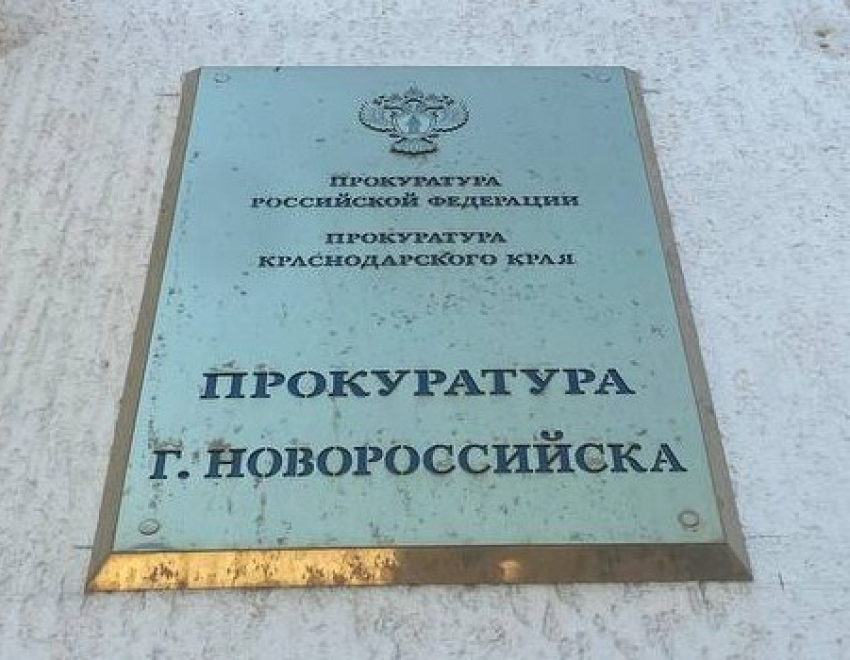 ПРОКУРАТУРА
РОССИЙСКОЙ ФЕДЕРАЦИИ
ПРОКУРАТУРА
КРАСНОДАРСКОГО КРАЯ
ПРОКУРАТУРА
Г. НОВОРОССИЙСКА